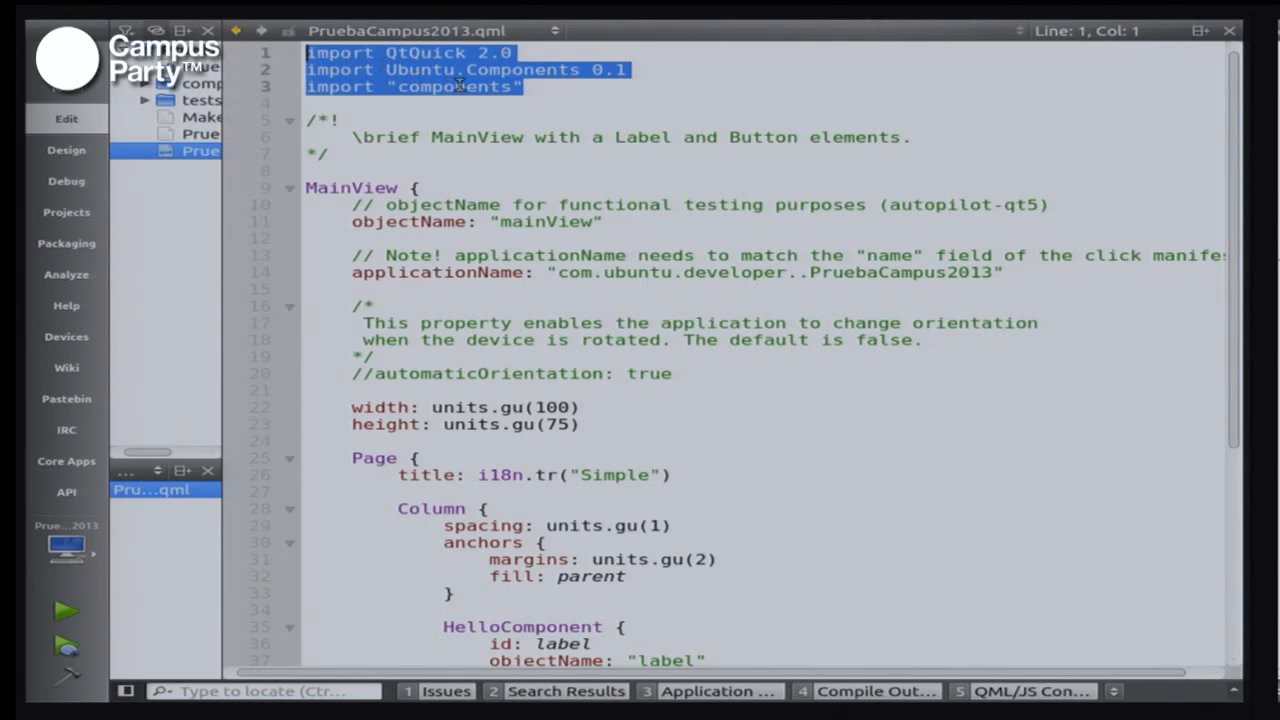 Campus
Party™
PruebaCampus2013.qml
Line: 1, Col: 1
comp
tests
Make
Prue
Prue
Edit
Design
Debug
Projects
Packaging
Analyze
Help
Devices
Wiki
Pastebin
IRC
Core Apps
API
...
Pru...qml
Prue...2013
1 import QtQuick 2.0
2 import Ubuntu.Components 0.1
3 import "components"
4
5 /*!
6 \brief MainView with a Label and Button elements.
7 */
8
9 MainView {
10 // objectName for functional testing purposes (autopilot-qt5)
11 objectName: "mainView"
12
13 // Note! applicationName needs to match the "name" field of the click manifes
14 applicationName: "com.ubuntu.developer..PruebaCampus2013"
15
16 /*
17 This property enables the application to change orientation
18 when the device is rotated. The default is false.
19 */
20 //automaticOrientation: true
21
22 width: units.gu(100)
23 height: units.gu(75)
24
25 Page {
26 title: i18n.tr("Simple")
27
28 Column {
29 spacing: units.gu(1)
30 anchors {
31 margins: units.gu(2)
32 fill: parent
33 }
34
35 HelloComponent {
36 id: label
37 objectName: "label"
Type to locate (Ctr...
1 Issues
2 Search Results
3 Application ...
4 Compile Out...
5 QML/JS Con...